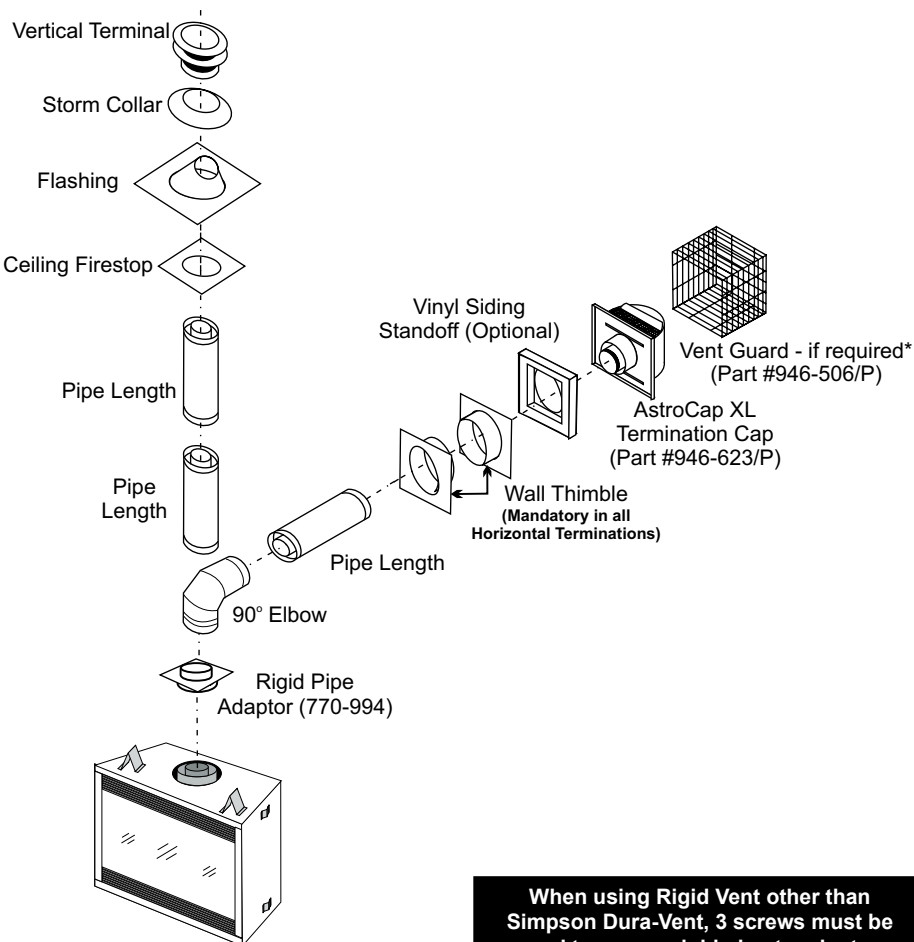 Vertical Terminal
Storm Collar
Flashing
Ceiling Firestop
Pipe Length
Pipe
Length
Vinyl Siding
Standoff (Optional)
Vent Guard - if required*
(Part #946-506/P)
AstroCap XL
Termination Cap
(Part #946-623/P)
Wall Thimble
(Mandatory in all
Horizontal Terminations)
Pipe Length
90° Elbow
Rigid Pipe
Adaptor (770-994)
When using Rigid Vent other than
Simpson Dura-Vent, 3 screws must be